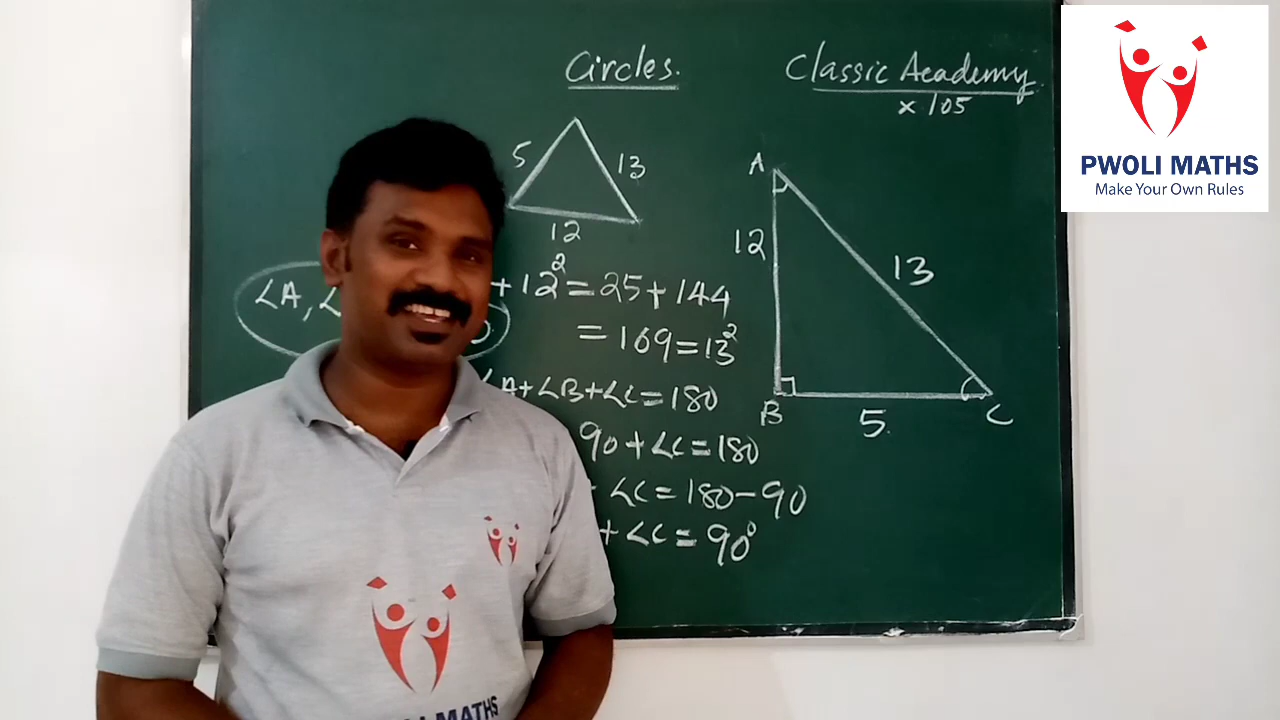 Circles.
Classic Academy
x 105
PWOLI MATHS
Make Your Own Rules
5
13
12
A
12
13
B
5.
C
∠A, ∠
+ 12² = 25 + 144
= 169 = 13²
∠A+∠B+∠C = 180
90 + ∠C = 180
∠C = 180 - 90
+ ∠C = 90°
MATHS